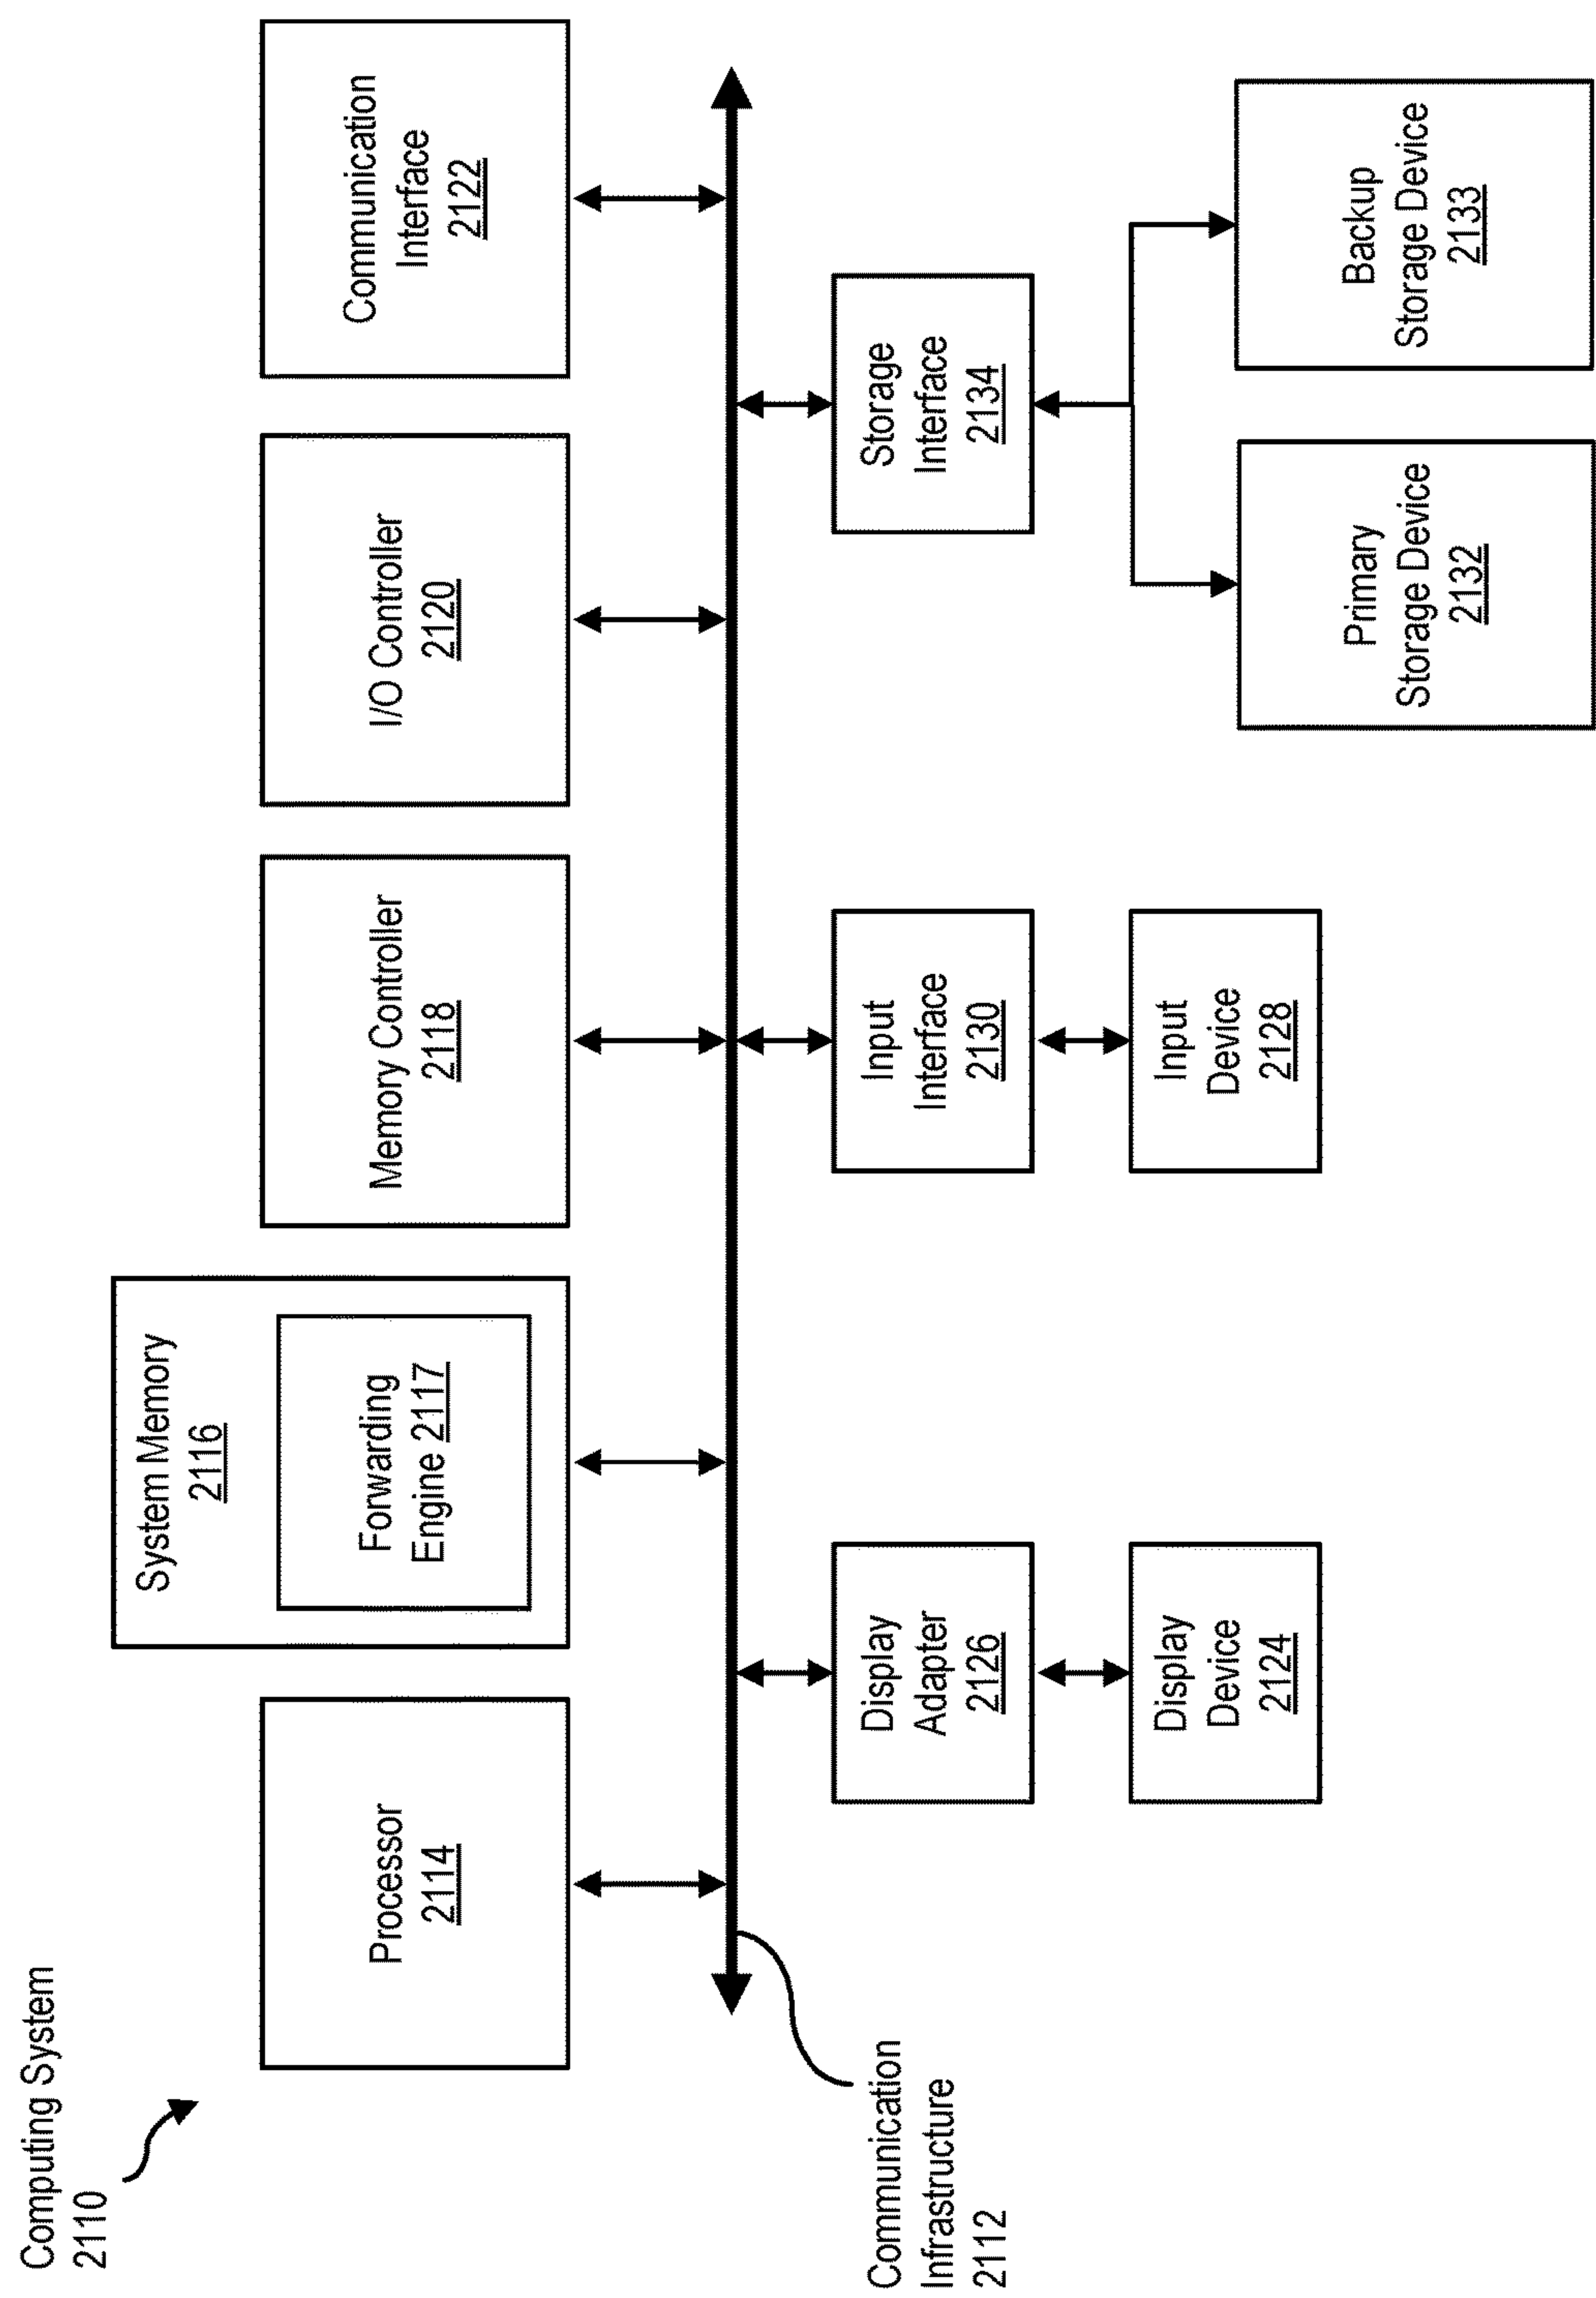 Computing System
2110
Processor
2114
System Memory
2116
Forwarding
Engine 2117
Memory Controller
2118
I/O Controller
2120
Communication
Interface
2122
Communication
Infrastructure
2112
Display
Adapter
2126
Input
Interface
2130
Storage
Interface
2134
Display
Device
2124
Input
Device
2128
Primary
Storage Device
2132
Backup
Storage Device
2133